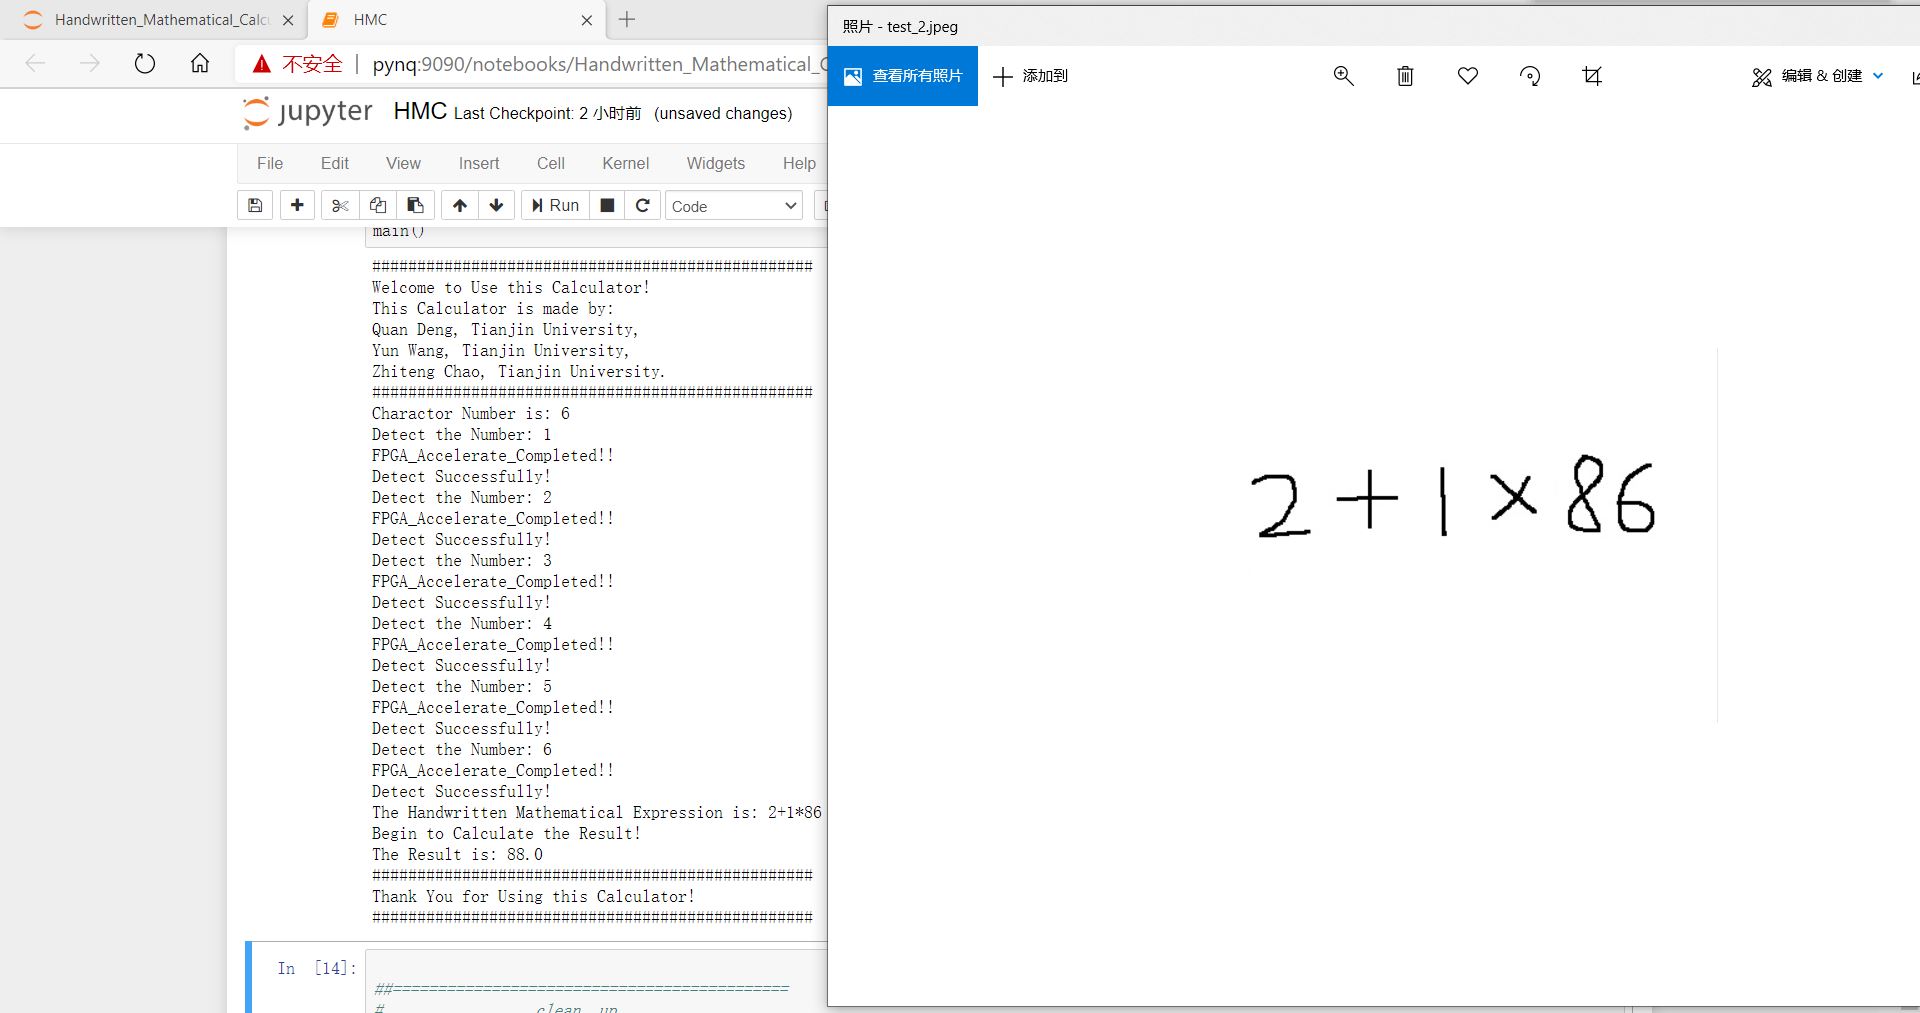 Handwritten_Mathematical_Calc
HMC
不安全 | pynq:9090/notebooks/Handwritten_Mathematical_C
jupyter HMC Last Checkpoint: 2 小时前 (unsaved changes)
File Edit View Insert Cell Kernel Widgets Help
Run Code
main()
#################################################
Welcome to Use this Calculator!
This Calculator is made by:
Quan Deng, Tianjin University,
Yun Wang, Tianjin University,
Zhiteng Chao, Tianjin University.
#################################################
Charactor Number is: 6
Detect the Number: 1
FPGA_Accelerate_Completed!!
Detect Successfully!
Detect the Number: 2
FPGA_Accelerate_Completed!!
Detect Successfully!
Detect the Number: 3
FPGA_Accelerate_Completed!!
Detect Successfully!
Detect the Number: 4
FPGA_Accelerate_Completed!!
Detect Successfully!
Detect the Number: 5
FPGA_Accelerate_Completed!!
Detect Successfully!
Detect the Number: 6
FPGA_Accelerate_Completed!!
Detect Successfully!
The Handwritten Mathematical Expression is: 2+1*86
Begin to Calculate the Result!
The Result is: 88.0
#################################################
Thank You for Using this Calculator!
#################################################
In [14]:
##============================================
# clean up
照片 - test_2.jpeg
查看所有照片 添加到 编辑 & 创建
2+1×86